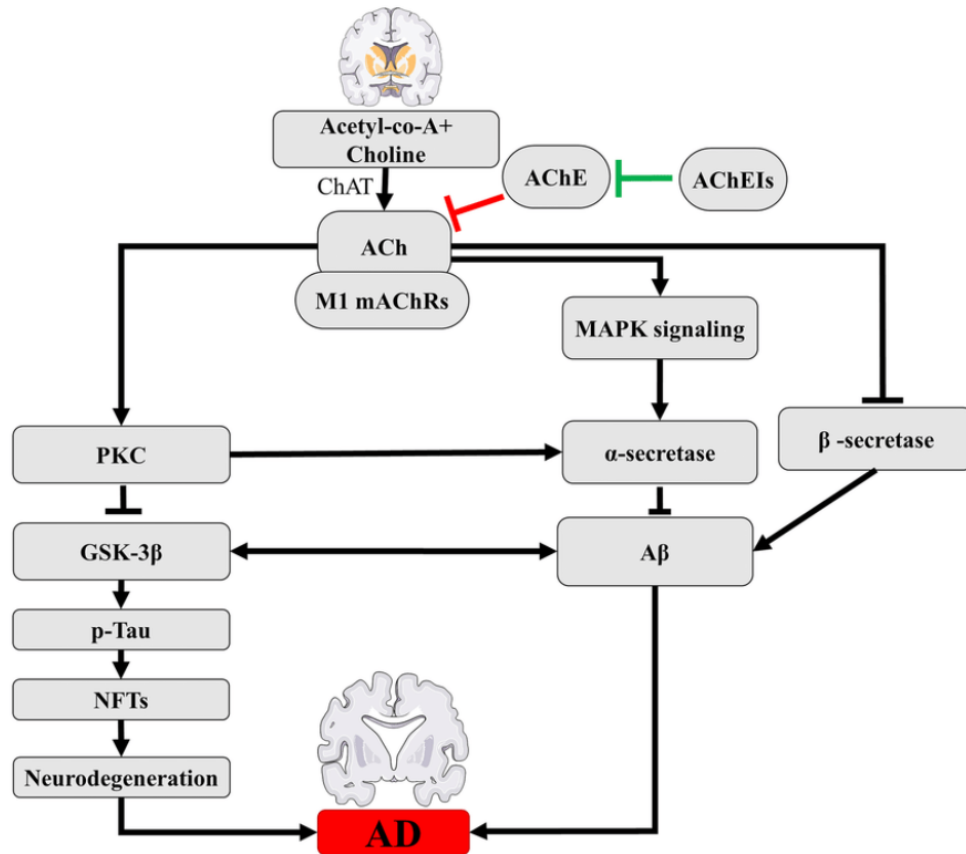 Acetyl-co-A+
Choline
ChAT
AChE
AChEIs
ACh
M1 mAChRs
MAPK signaling
PKC
α-secretase
β -secretase
GSK-3β
Aβ
p-Tau
NFTs
Neurodegeneration
AD